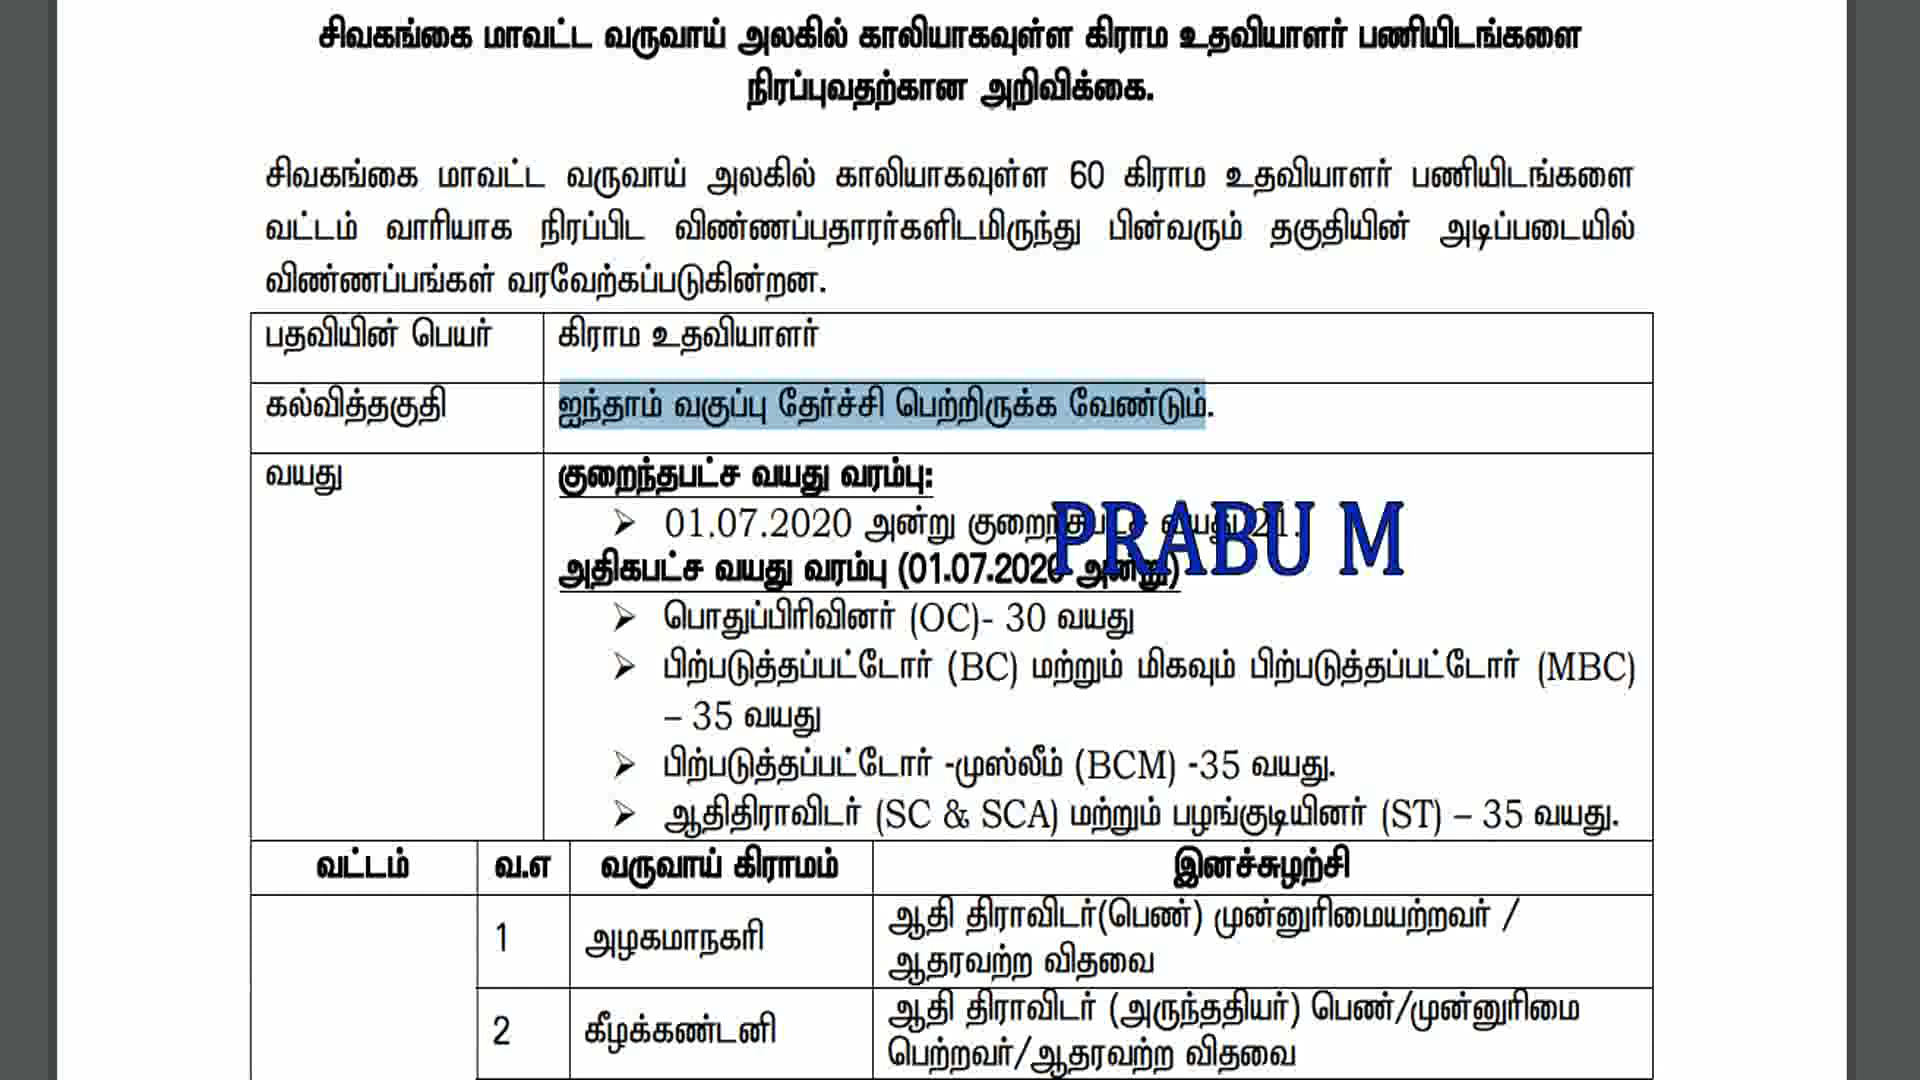 சிவகங்கை மாவட்ட வருவாய் அலகில் காலியாகவுள்ள கிராம உதவியாளர் பணியிடங்களை
நிரப்புவதற்கான அறிவிக்கை.
சிவகங்கை மாவட்ட வருவாய் அலகில் காலியாகவுள்ள 60 கிராம உதவியாளர் பணியிடங்களை
வட்டம் வாரியாக நிரப்பிட விண்ணப்பதாரர்களிடமிருந்து பின்வரும் தகுதியின் அடிப்படையில்
விண்ணப்பங்கள் வரவேற்கப்படுகின்றன.
பதவியின் பெயர் கிராம உதவியாளர்
கல்வித்தகுதி ஐந்தாம் வகுப்பு தேர்ச்சி பெற்றிருக்க வேண்டும்.
வயது குறைந்தபட்ச வயது வரம்பு:
➢ 01.07.2020 அன்று குறைந்தபட்ச வயது 21.
PRABU M
அதிகபட்ச வயது வரம்பு (01.07.2020 அன்று)
➢ பொதுப்பிரிவினர் (OC)- 30 வயது
➢ பிற்படுத்தப்பட்டோர் (BC) மற்றும் மிகவும் பிற்படுத்தப்பட்டோர் (MBC)
– 35 வயது
➢ பிற்படுத்தப்பட்டோர் -முஸ்லீம் (BCM) -35 வயது.
➢ ஆதிதிராவிடர் (SC & SCA) மற்றும் பழங்குடியினர் (ST) – 35 வயது.
வட்டம் வ.எ வருவாய் கிராமம் இனச்சுழற்சி
1 அழகமாநகரி ஆதி திராவிடர்(பெண்) முன்னுரிமையற்றவர் /
ஆதரவற்ற விதவை
2 கீழக்கண்டனி ஆதி திராவிடர் (அருந்ததியர்) பெண்/முன்னுரிமை
பெற்றவர்/ஆதரவற்ற விதவை